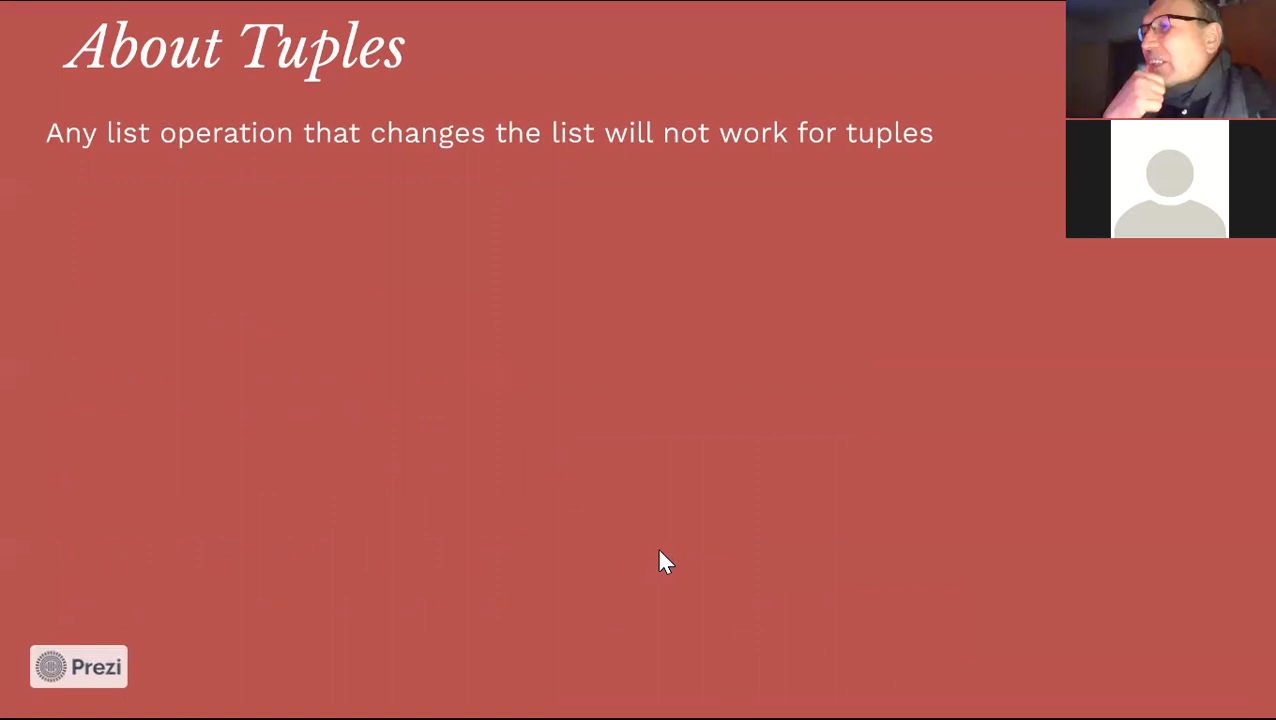 About Tuples
Any list operation that changes the list will not work for tuples
Prezi